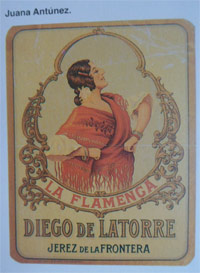 Juana Antúnez.
LA FLAMENCA
DIEGO DE LATORRE
JEREZ DE LA FRONTERA